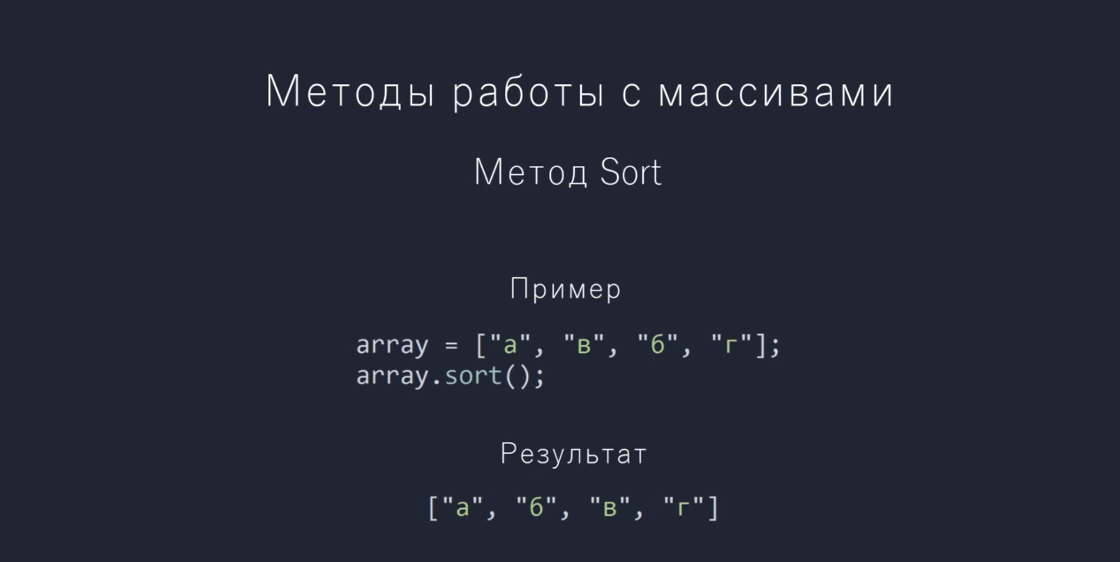 Методы работы с массивами
Метод Sort
Пример
array = ["а", "в", "б", "г"];
array.sort();
Результат
["а", "б", "в", "г"]